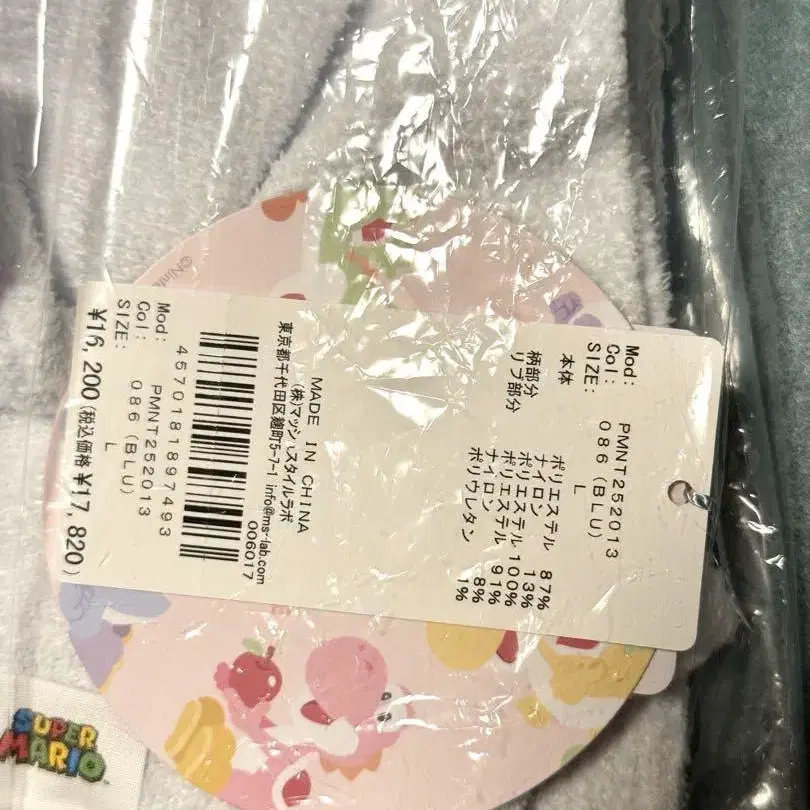 Mod: PMNT252013
Col: 086 (BLU)
SIZE: L
本体
ポリエステル 87%
ナイロン 13%
柄部分
ポリエステル 100%
リブ部分
ポリエステル 91%
ナイロン 8%
ポリウレタン 1%
MADE IN CHINA
(株)マッシュスタイルラボ
東京都千代田区麹町5-7-1 info@ms-lab.com
006017
4570181897493
Mod: PMNT252013
Col: 086 (BLU)
SIZE: L
¥16,200(税込価格 ¥17,820)
SUPER
MARIO